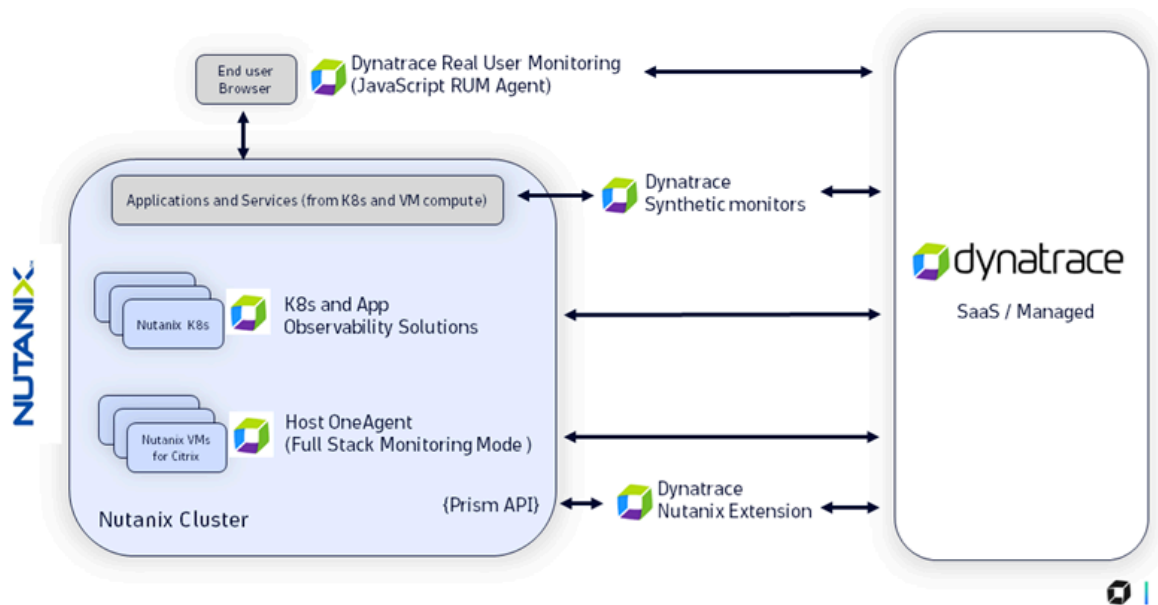 End user
Browser
Dynatrace Real User Monitoring
(JavaScript RUM Agent)
Applications and Services (from K8s and VM compute)
Dynatrace
Synthetic monitors
NUTANIX
dynatrace
SaaS / Managed
Nutanix K8s
K8s and App
Observability Solutions
Nutanix VMs
for Citrix
Host OneAgent
(Full Stack Monitoring Mode )
{Prism API}
Dynatrace
Nutanix Extension
Nutanix Cluster